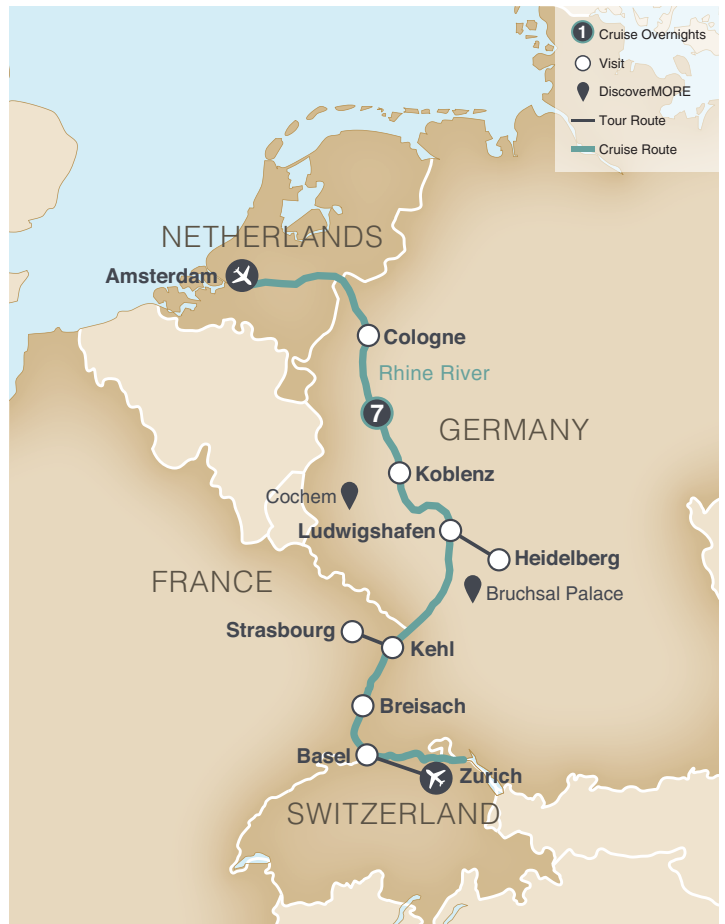 1 Cruise Overnights
Visit
DiscoverMORE
Tour Route
Cruise Route
NETHERLANDS
Amsterdam
Cologne
Rhine River
7
GERMANY
Koblenz
Cochem
Ludwigshafen
Heidelberg
FRANCE
Bruchsal Palace
Strasbourg
Kehl
Breisach
Basel
Zurich
SWITZERLAND